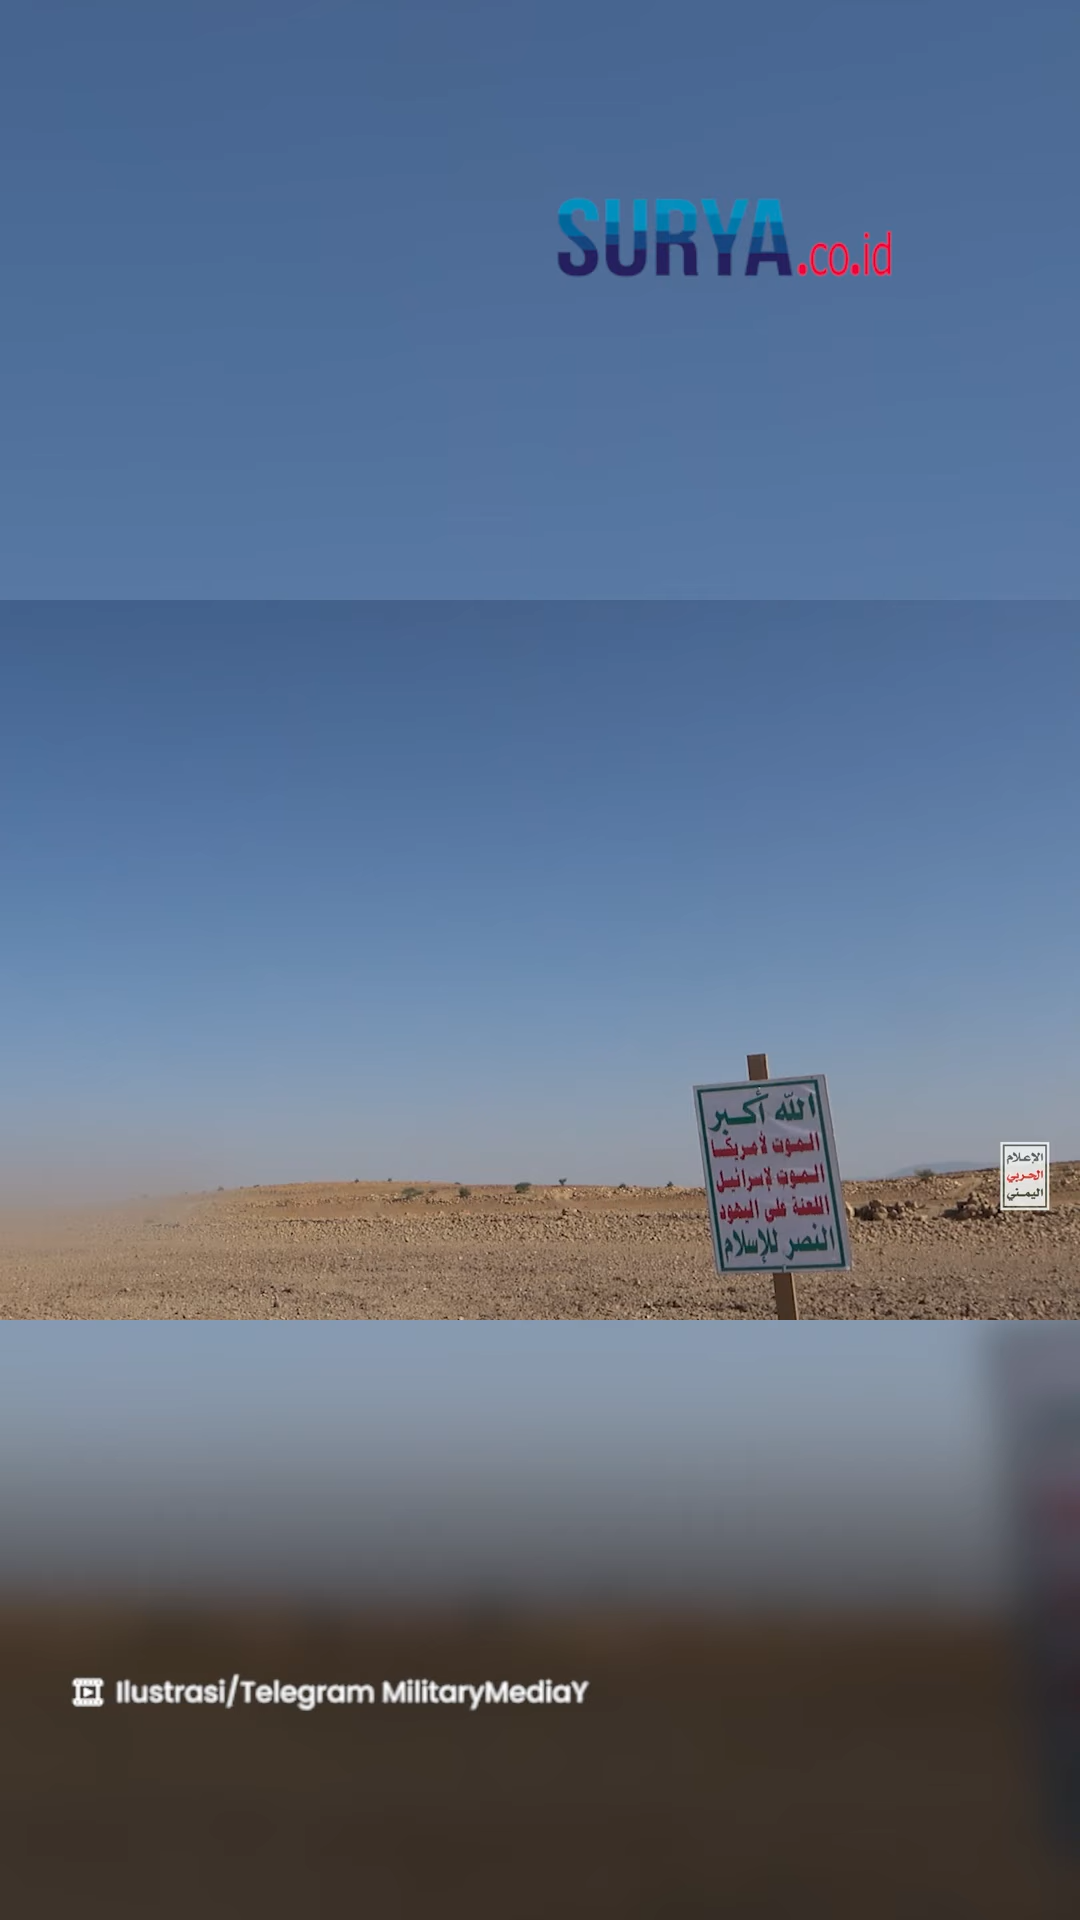 SURYA.co.id
الله أكبر
الموت لأمريكا
الموت لإسرائيل
اللعنة على اليهود
النصر للإسلام
الإعلام
الحربي
اليمني
Ilustrasi/Telegram MilitaryMediaY